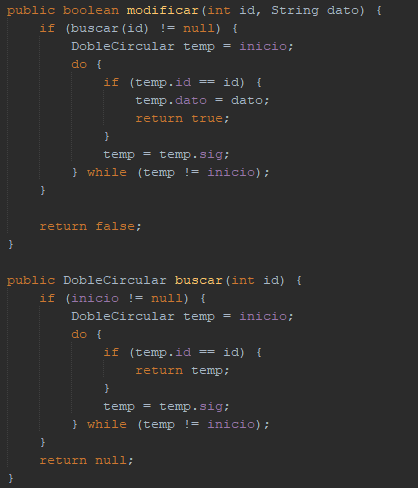 public boolean modificar(int id, String dato) {
    if (buscar(id) != null) {
        DobleCircular temp = inicio;
        do {
            if (temp.id == id) {
                temp.dato = dato;
                return true;
            }
            temp = temp.sig;
        } while (temp != inicio);
    }

    return false;
}

public DobleCircular buscar(int id) {
    if (inicio != null) {
        DobleCircular temp = inicio;
        do {
            if (temp.id == id) {
                return temp;
            }
            temp = temp.sig;
        } while (temp != inicio);
    }
    return null;
}